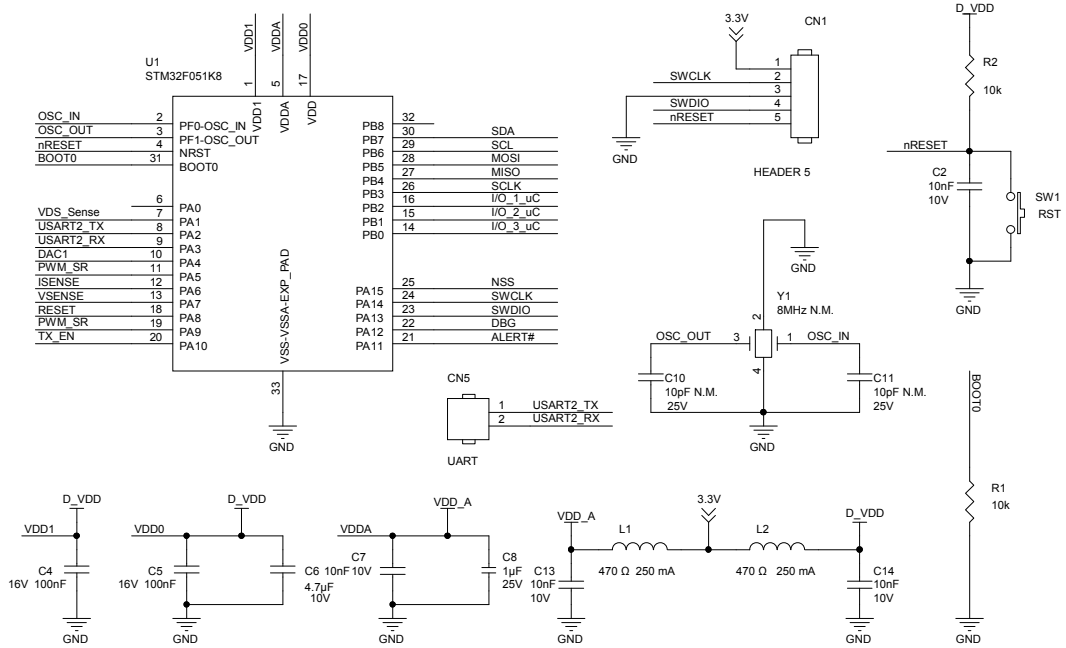 U1
STM32F051K8
VDD1
VDDA
VDD0
1
5
17
VDD1
VDDA
VDD
OSC_IN 2 PF0-OSC_IN
OSC_OUT 3 PF1-OSC_OUT
nRESET 4 NRST
BOOT0 31 BOOT0
6 PA0
VDS_Sense 7 PA1
USART2_TX 8 PA2
USART2_RX 9 PA3
DAC1 10 PA4
PWM_SR 11 PA5
ISENSE 12 PA6
VSENSE 13 PA7
RESET 18 PA8
PWM_SR 19 PA9
TX_EN 20 PA10
PB8 32
PB7 30 SDA
PB6 29 SCL
PB5 28 MOSI
PB4 27 MISO
PB3 26 SCLK
PB2 16 I/O_1_uC
PB1 15 I/O_2_uC
PB0 14 I/O_3_uC
PA15 25 NSS
PA14 24 SWCLK
PA13 23 SWDIO
PA12 22 DBG
PA11 21 ALERT#
VSS-VSSA-EXP_PAD
33
GND
3.3V
CN1
1
SWCLK 2
3
SWDIO 4
nRESET 5
GND
HEADER 5
D_VDD
R2
10k
nRESET
C2
10nF
10V
SW1
RST
GND
GND
Y1
8MHz N.M.
2
OSC_OUT 3 1 OSC_IN
4
C10
10pF N.M.
25V
C11
10pF N.M.
25V
GND
CN5
1 USART2_TX
2 USART2_RX
UART
BOOT0
R1
10k
GND
D_VDD
VDD1
C4
16V 100nF
GND
D_VDD
VDD0
C5
16V 100nF
C6
4.7µF
10V
GND
VDD_A
VDDA
C7
10nF 10V
C8
1µF
25V
GND
VDD_A
L1
3.3V
L2
D_VDD
470 Ω 250 mA
470 Ω 250 mA
C13
10nF
10V
GND
C14
10nF
10V
GND